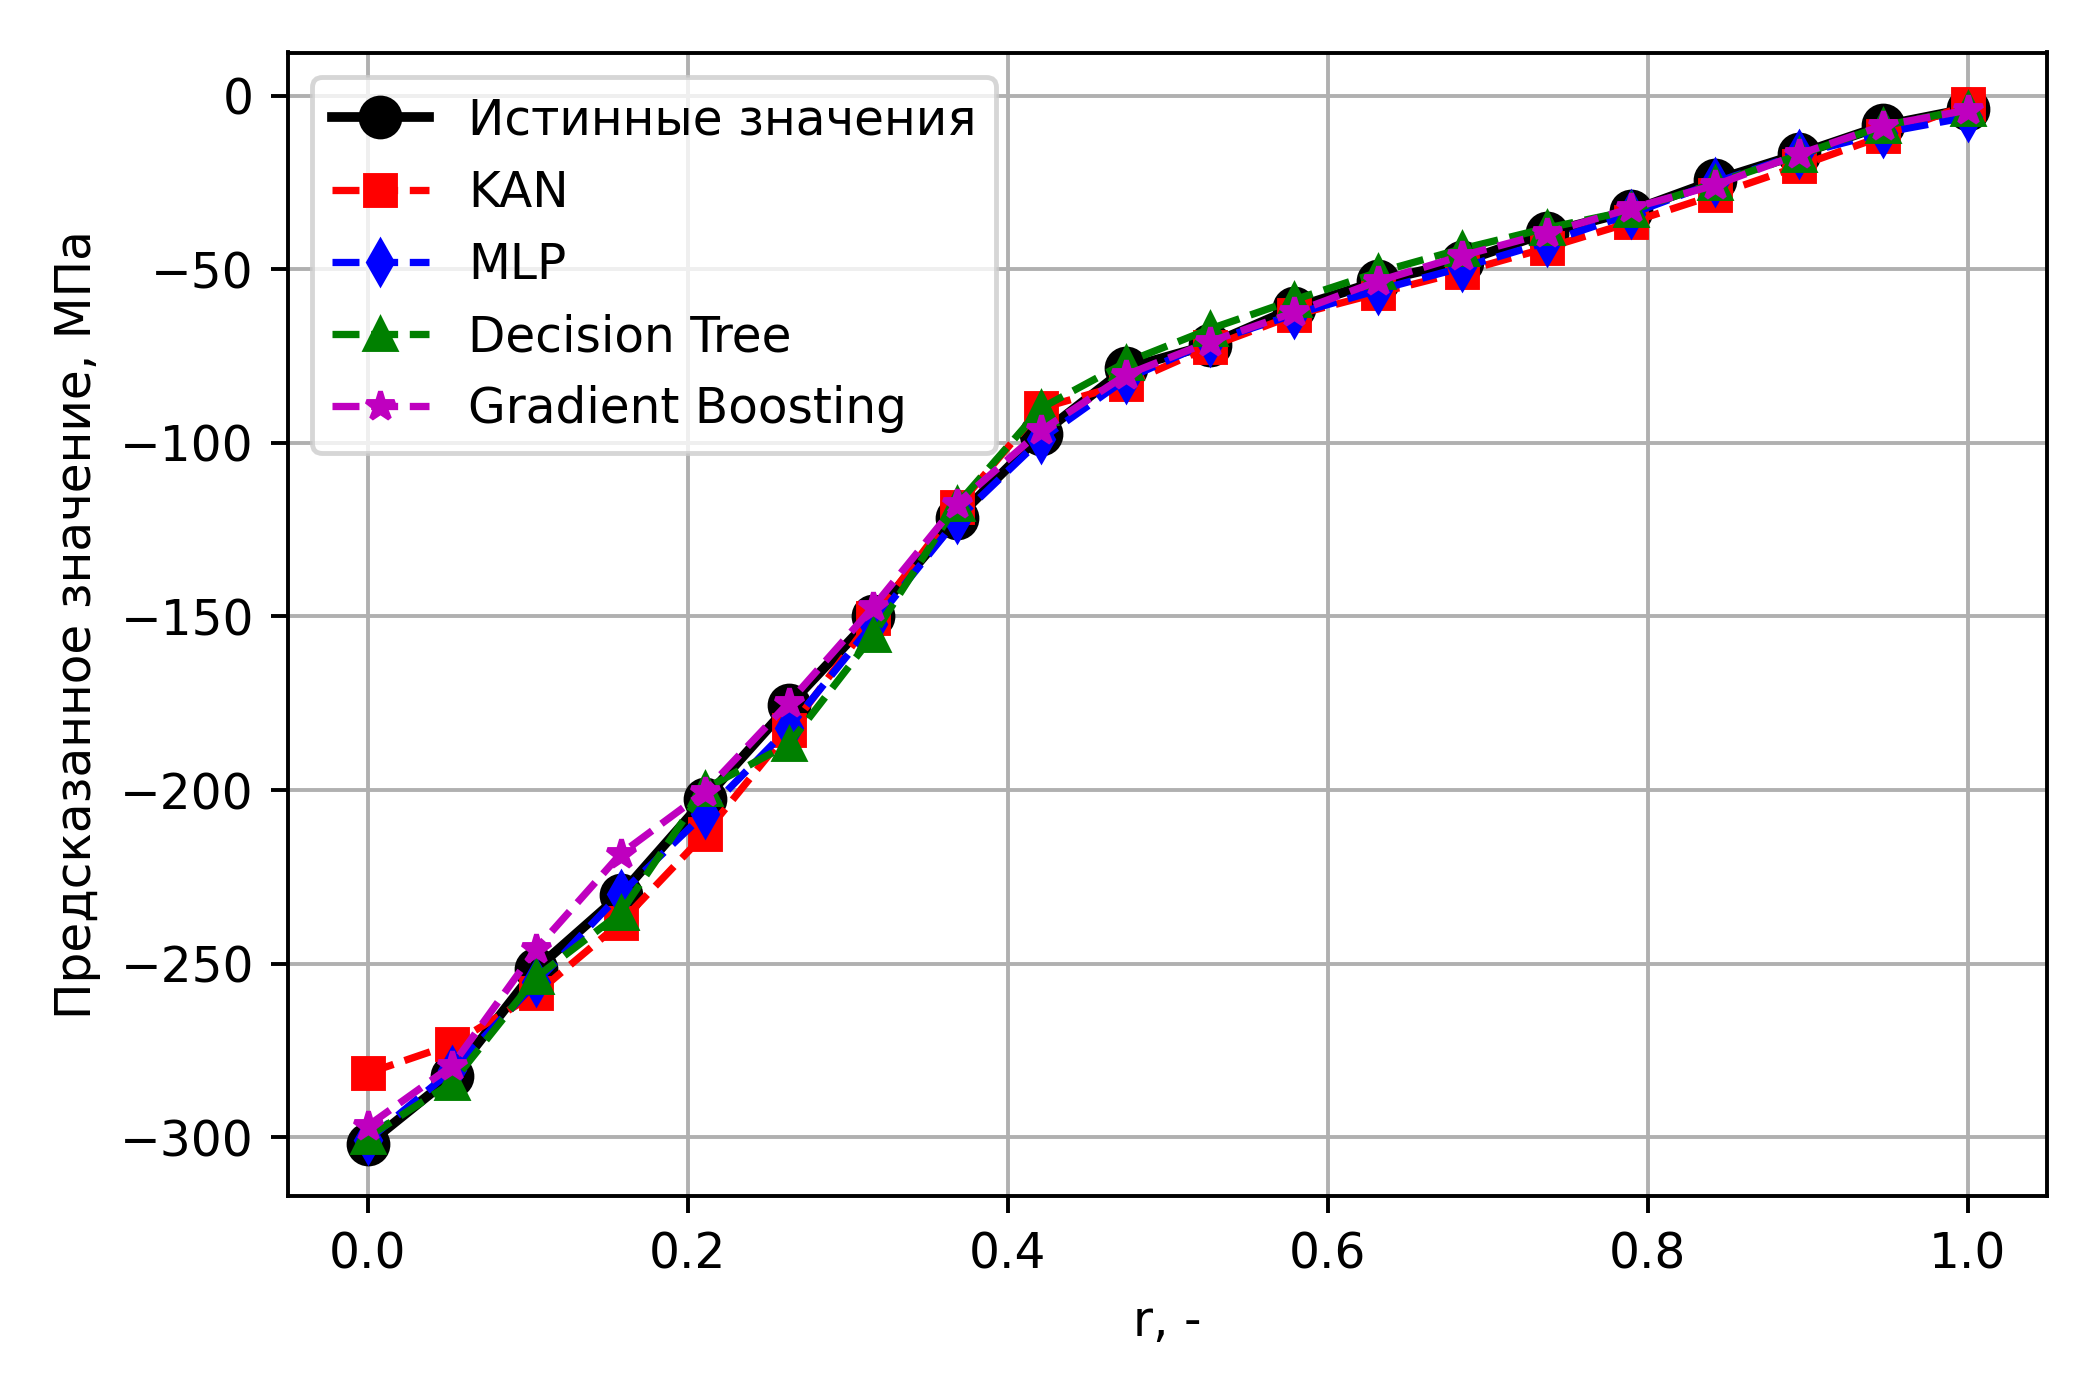 Истинные значения
KAN
MLP
Decision Tree
Gradient Boosting
Предсказанное значение, МПа
0
−50
−100
−150
−200
−250
−300
0.0 0.2 0.4 0.6 0.8 1.0
r, -